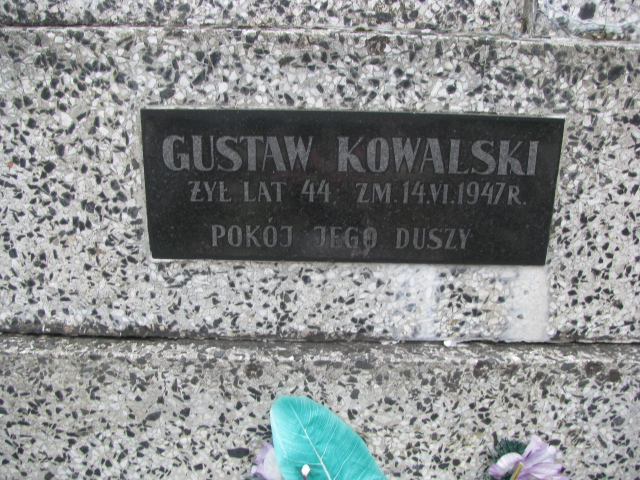 GUSTAW KOWALSKI
ŻYŁ LAT 44, ZM. 14.VI.1947R.
POKÓJ JEGO DUSZY